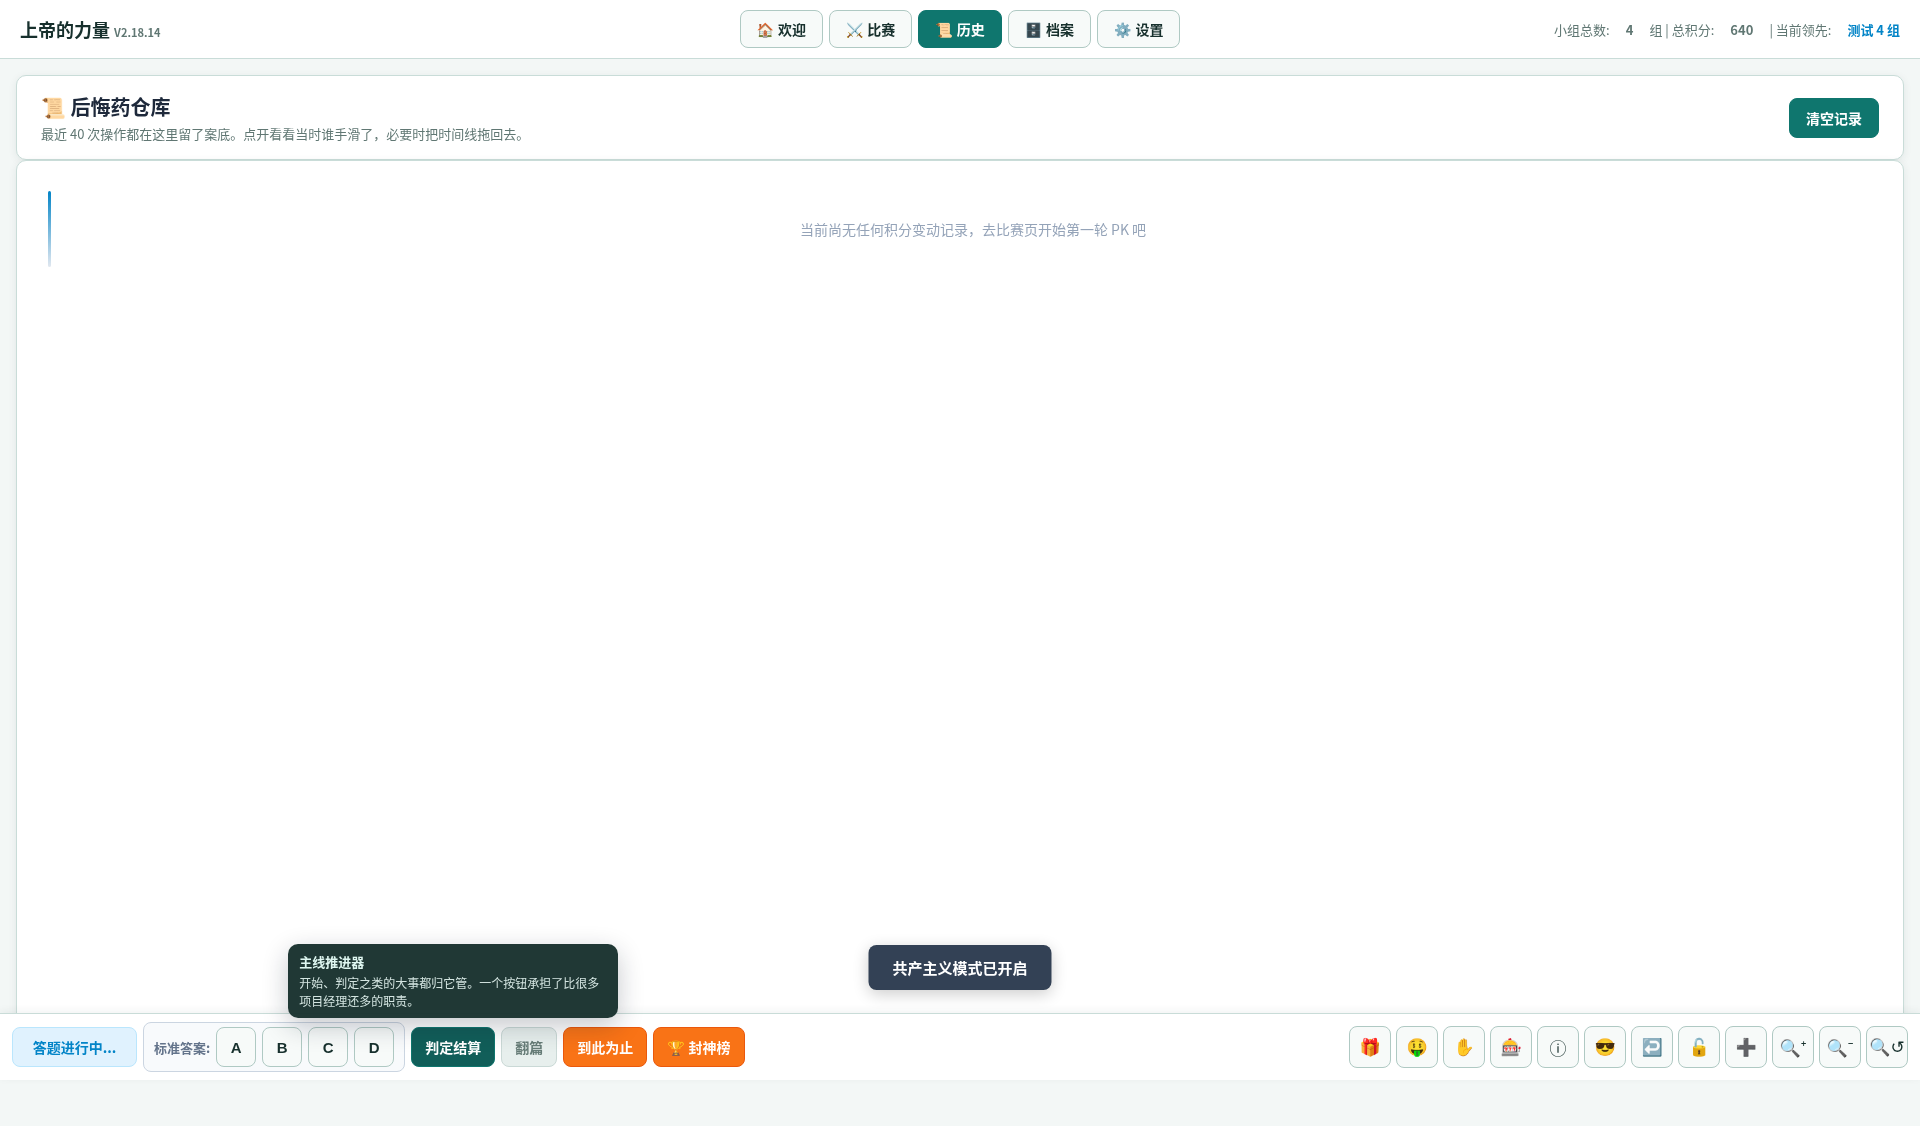 上帝的力量 V2.18.14
🏠 欢迎
⚔️ 比赛
📜 历史
🗄️ 档案
⚙️ 设置
小组总数: 4 组 | 总积分: 640 | 当前领先: 测试 4 组
📜 后悔药仓库
最近 40 次操作都在这里留了案底。点开看看当时谁手滑了，必要时把时间线拖回去。
清空记录
当前尚无任何积分变动记录，去比赛页开始第一轮 PK 吧
主线推进器
开始、判定之类的大事都归它管。一个按钮承担了比很多
项目经理还多的职责。
共产主义模式已开启
答题进行中...
标准答案: A B C D
判定结算
翻篇
到此为止
🏆 封神榜